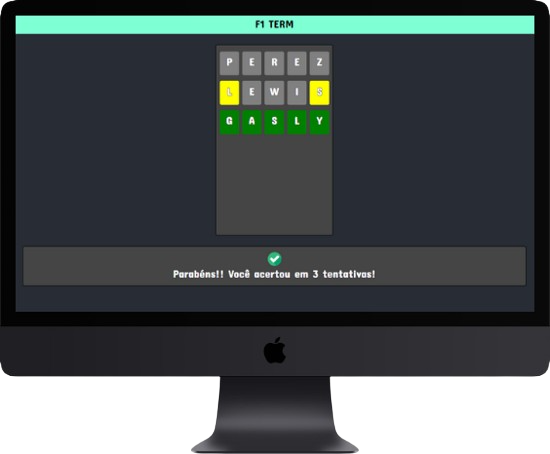 F1 TERM
P E R E Z
L E W I S
G A S L Y
Parabéns!! Você acertou em 3 tentativas!